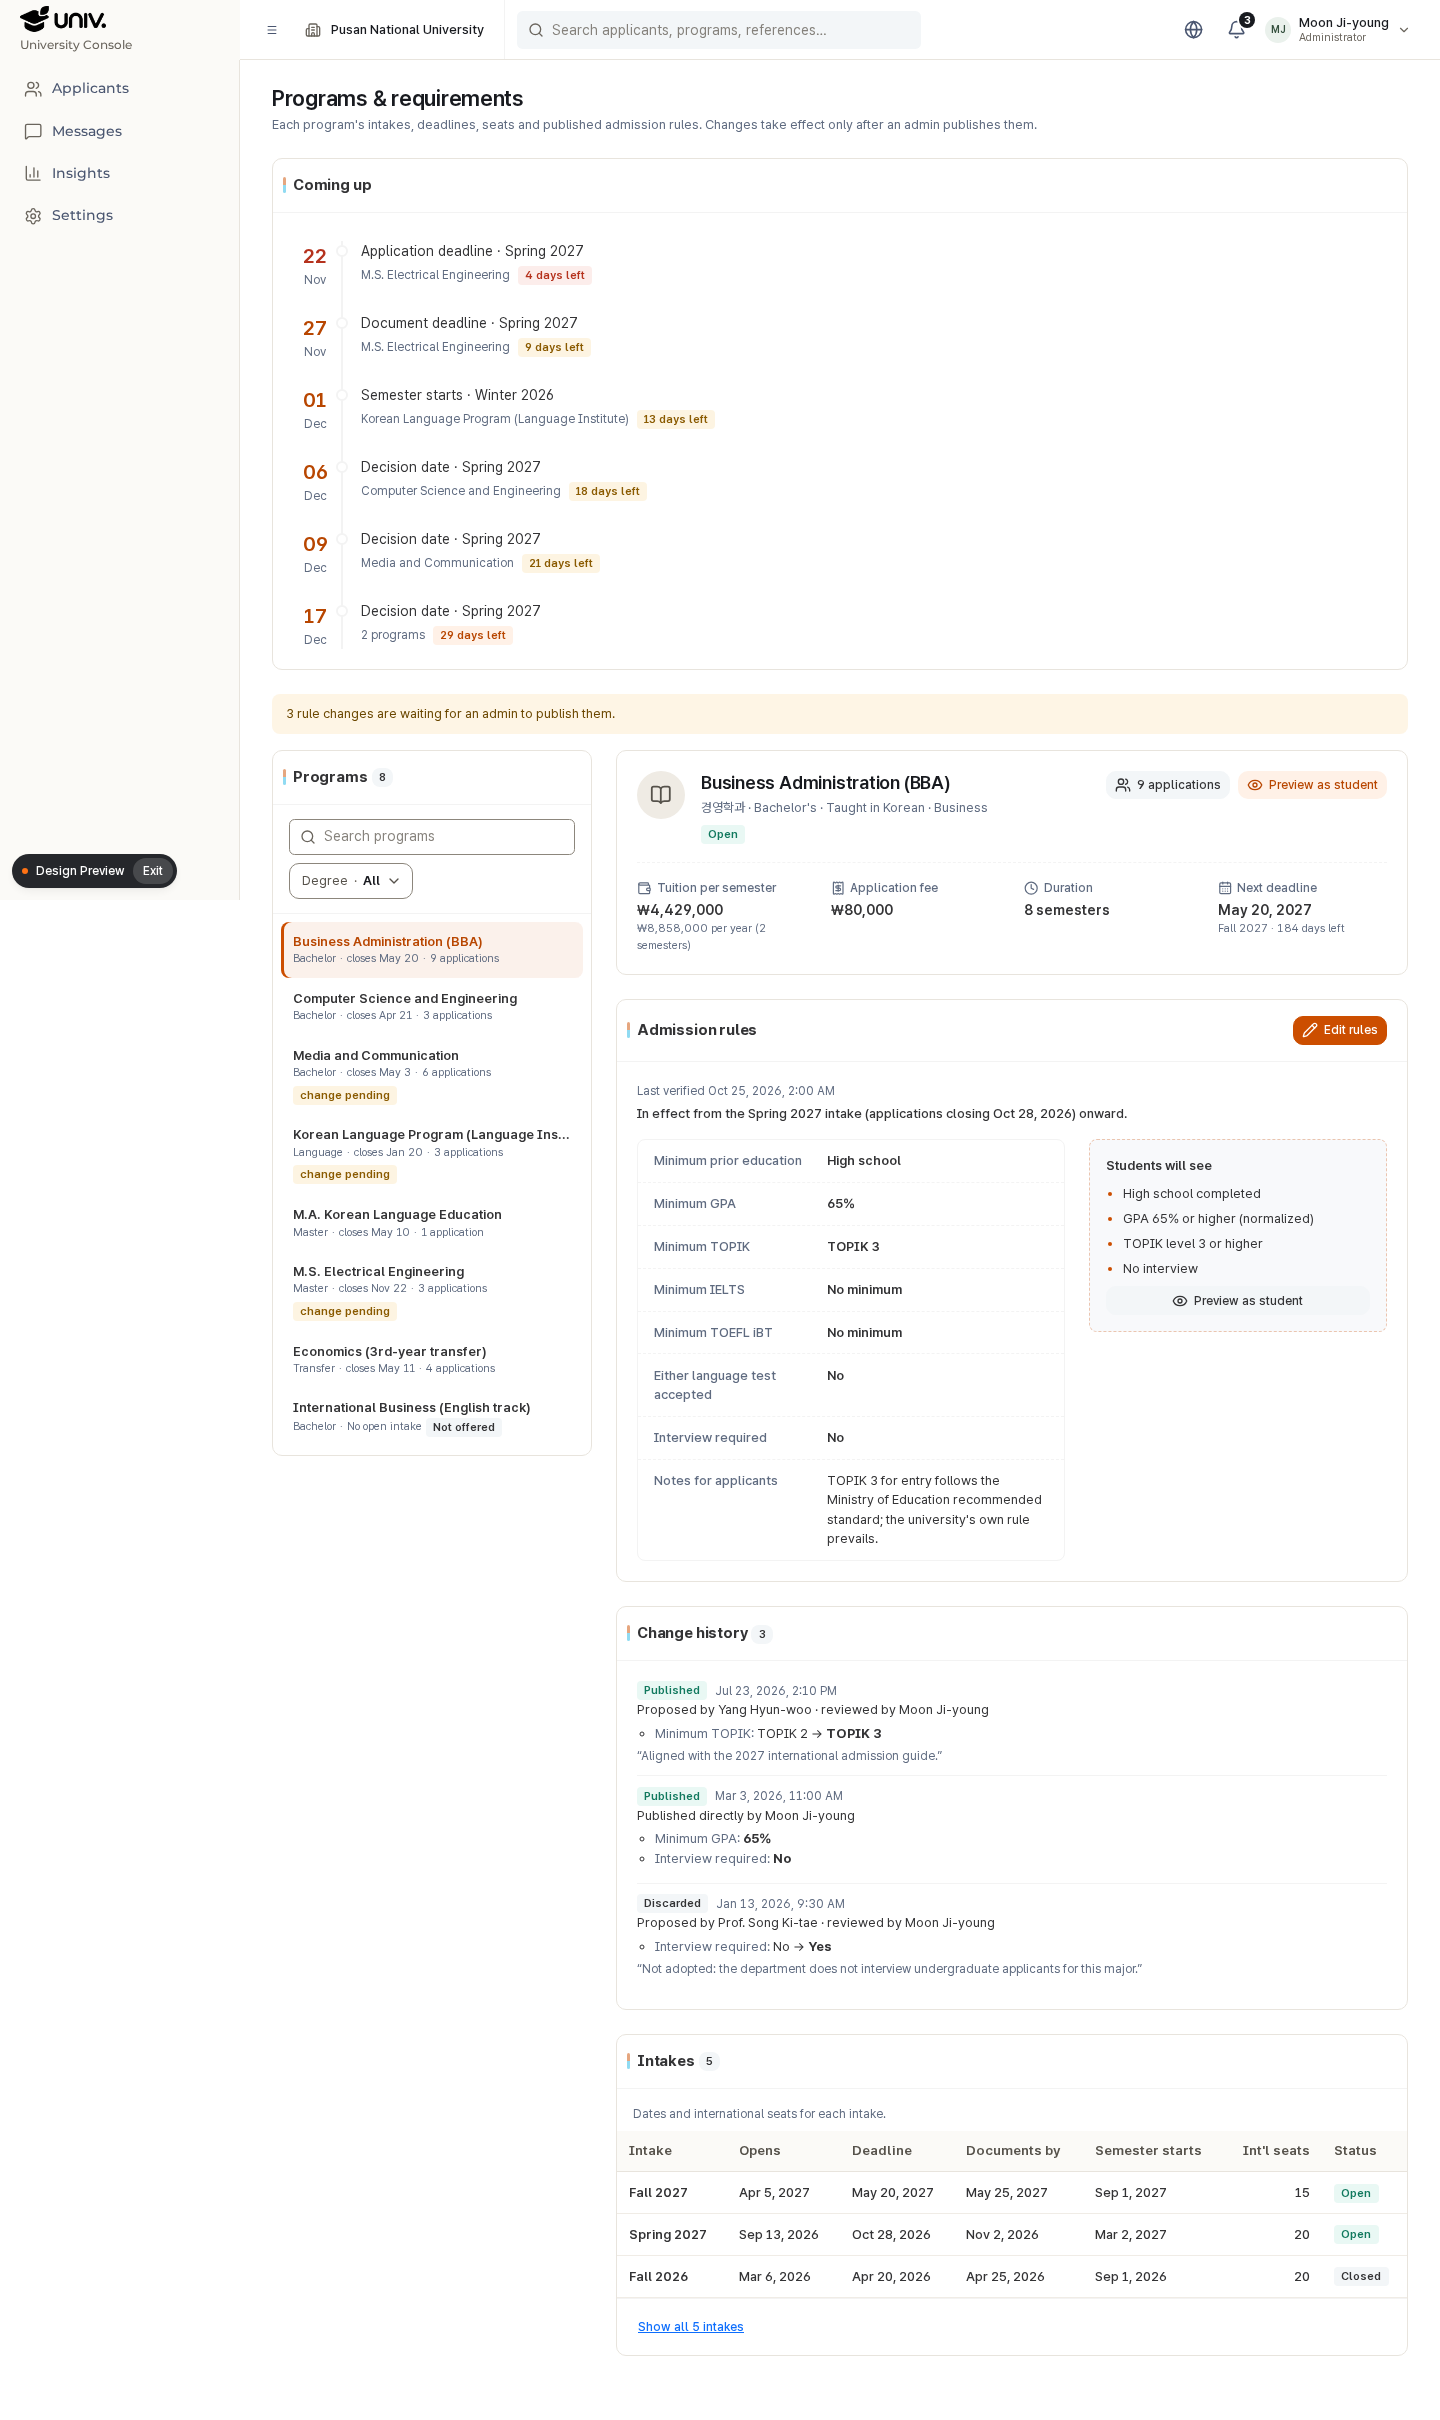 UNIV.
University Console
Applicants
Messages
Insights
Settings
Design Preview Exit
Pusan National University
Search applicants, programs, references...
3
MJ
Moon Ji-young
Administrator
Programs & requirements
Each program's intakes, deadlines, seats and published admission rules. Changes take effect only after an admin publishes them.
Coming up
22 Nov
Application deadline · Spring 2027
M.S. Electrical Engineering 4 days left
27 Nov
Document deadline · Spring 2027
M.S. Electrical Engineering 9 days left
01 Dec
Semester starts · Winter 2026
Korean Language Program (Language Institute) 13 days left
06 Dec
Decision date · Spring 2027
Computer Science and Engineering 18 days left
09 Dec
Decision date · Spring 2027
Media and Communication 21 days left
17 Dec
Decision date · Spring 2027
2 programs 29 days left
3 rule changes are waiting for an admin to publish them.
Programs 8
Search programs
Degree · All
Business Administration (BBA)
Bachelor · closes May 20 · 9 applications
Computer Science and Engineering
Bachelor · closes Apr 21 · 3 applications
Media and Communication
Bachelor · closes May 3 · 6 applications
change pending
Korean Language Program (Language Ins...
Language · closes Jan 20 · 3 applications
change pending
M.A. Korean Language Education
Master · closes May 10 · 1 application
M.S. Electrical Engineering
Master · closes Nov 22 · 3 applications
change pending
Economics (3rd-year transfer)
Transfer · closes May 11 · 4 applications
International Business (English track)
Bachelor · No open intake Not offered
Business Administration (BBA)
경영학과 · Bachelor's · Taught in Korean · Business
Open
9 applications
Preview as student
Tuition per semester
₩4,429,000
₩8,858,000 per year (2 semesters)
Application fee
₩80,000
Duration
8 semesters
Next deadline
May 20, 2027
Fall 2027 · 184 days left
Admission rules
Edit rules
Last verified Oct 25, 2026, 2:00 AM
In effect from the Spring 2027 intake (applications closing Oct 28, 2026) onward.
Minimum prior education High school
Minimum GPA 65%
Minimum TOPIK TOPIK 3
Minimum IELTS No minimum
Minimum TOEFL iBT No minimum
Either language test accepted No
Interview required No
Notes for applicants TOPIK 3 for entry follows the
Ministry of Education recommended
standard; the university's own rule
prevails.
Students will see
• High school completed
• GPA 65% or higher (normalized)
• TOPIK level 3 or higher
• No interview
Preview as student
Change history 3
Published Jul 23, 2026, 2:10 PM
Proposed by Yang Hyun-woo · reviewed by Moon Ji-young
Minimum TOPIK: TOPIK 2 → TOPIK 3
“Aligned with the 2027 international admission guide.”
Published Mar 3, 2026, 11:00 AM
Published directly by Moon Ji-young
Minimum GPA: 65%
Interview required: No
Discarded Jan 13, 2026, 9:30 AM
Proposed by Prof. Song Ki-tae · reviewed by Moon Ji-young
Interview required: No → Yes
“Not adopted: the department does not interview undergraduate applicants for this major.”
Intakes 5
Dates and international seats for each intake.
Intake Opens Deadline Documents by Semester starts Int'l seats Status
Fall 2027 Apr 5, 2027 May 20, 2027 May 25, 2027 Sep 1, 2027 15 Open
Spring 2027 Sep 13, 2026 Oct 28, 2026 Nov 2, 2026 Mar 2, 2027 20 Open
Fall 2026 Mar 6, 2026 Apr 20, 2026 Apr 25, 2026 Sep 1, 2026 20 Closed
Show all 5 intakes